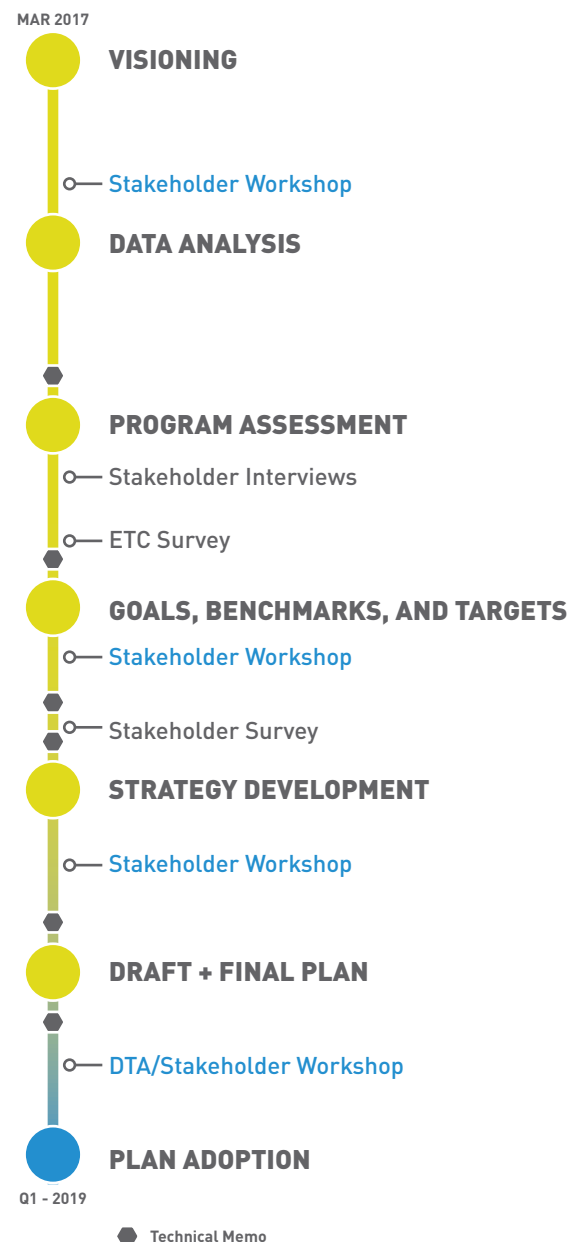 MAR 2017
VISIONING
Stakeholder Workshop
DATA ANALYSIS
PROGRAM ASSESSMENT
Stakeholder Interviews
ETC Survey
GOALS, BENCHMARKS, AND TARGETS
Stakeholder Workshop
Stakeholder Survey
STRATEGY DEVELOPMENT
Stakeholder Workshop
DRAFT + FINAL PLAN
DTA/Stakeholder Workshop
PLAN ADOPTION
Q1 - 2019
Technical Memo